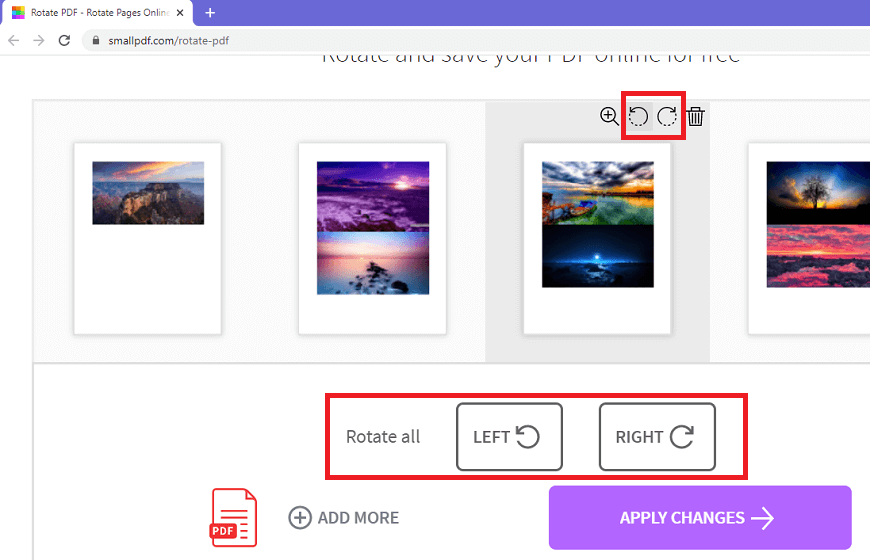 Rotate PDF - Rotate Pages Online
smallpdf.com/rotate-pdf
Rotate and save your PDF online for free
Rotate all
LEFT
RIGHT
PDF
ADD MORE
APPLY CHANGES